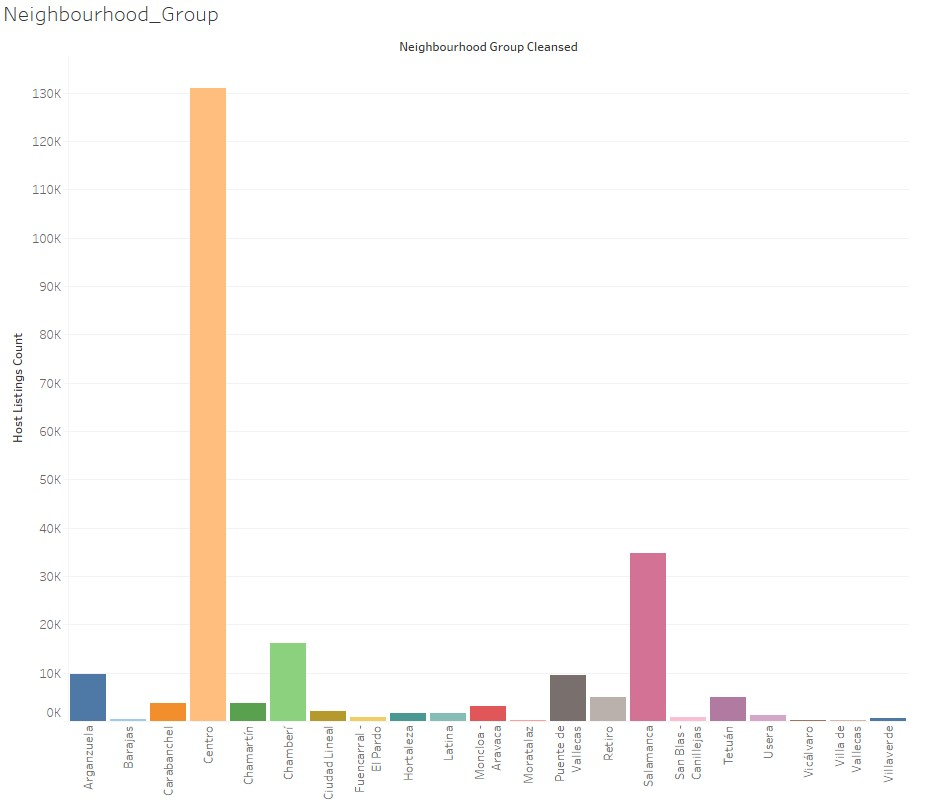 Neighbourhood_Group
Neighbourhood Group Cleansed
130K
120K
110K
100K
90K
80K
70K
60K
50K
40K
30K
20K
10K
0K
Host Listings Count
Arganzuela
Barajas
Carabanchel
Centro
Chamartín
Chamberí
Ciudad Lineal
Fuencarral -
El Pardo
Hortaleza
Latina
Moncloa -
Aravaca
Moratalaz
Puente de
Vallecas
Retiro
Salamanca
San Blas -
Canillejas
Tetuán
Usera
Vicálvaro
Villa de
Vallecas
Villaverde